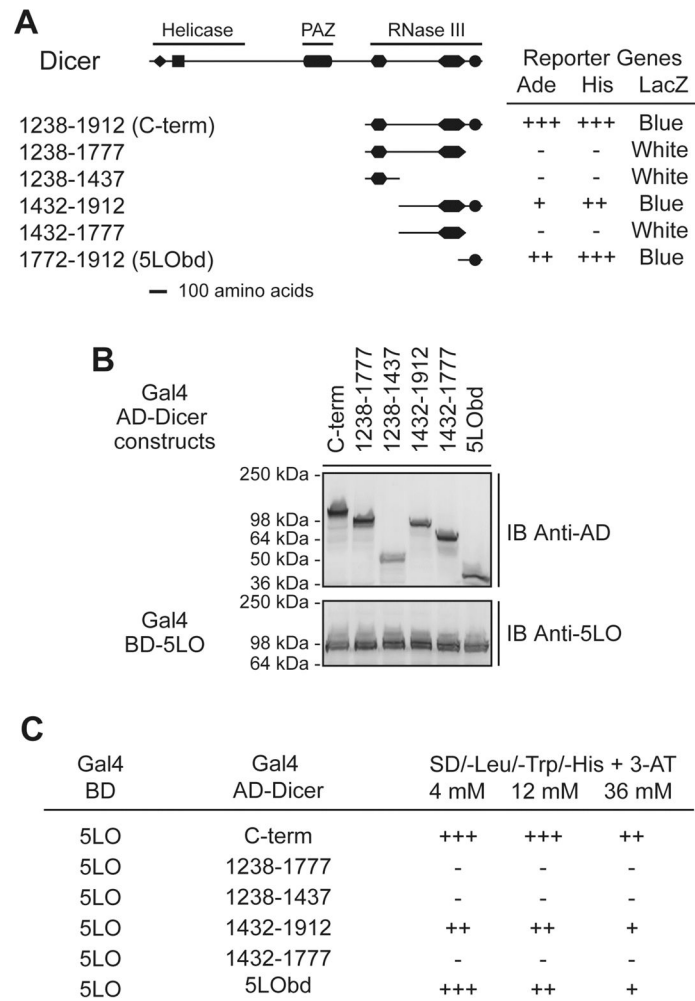 A
Helicase PAZ RNase III
Dicer
Reporter Genes
Ade His LacZ
1238-1912 (C-term) +++ +++ Blue
1238-1777 - - White
1238-1437 - - White
1432-1912 + ++ Blue
1432-1777 - - White
1772-1912 (5LObd) ++ +++ Blue
100 amino acids
B
Gal4
AD-Dicer
constructs
C-term
1238-1777
1238-1437
1432-1912
1432-1777
5LObd
250 kDa -
98 kDa -
64 kDa -
50 kDa -
36 kDa -
IB Anti-AD
Gal4
BD-5LO
250 kDa -
98 kDa -
64 kDa -
IB Anti-5LO
C
Gal4 Gal4 SD/-Leu/-Trp/-His + 3-AT
BD AD-Dicer 4 mM 12 mM 36 mM
5LO C-term +++ +++ ++
5LO 1238-1777 - - -
5LO 1238-1437 - - -
5LO 1432-1912 ++ ++ +
5LO 1432-1777 - - -
5LO 5LObd +++ ++ +